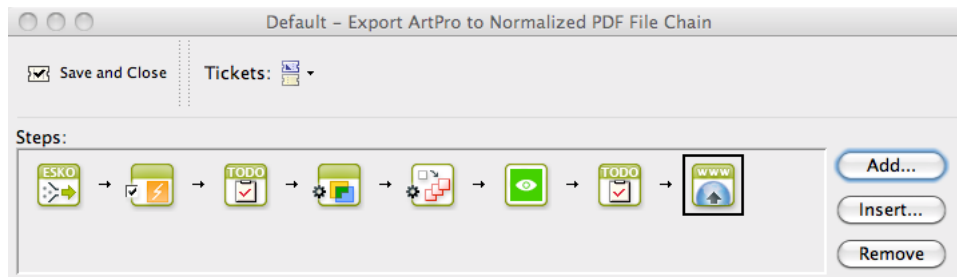 Default – Export ArtPro to Normalized PDF File Chain
Save and Close Tickets:
Steps:
ESKO TODO TODO www
Add...
Insert...
Remove